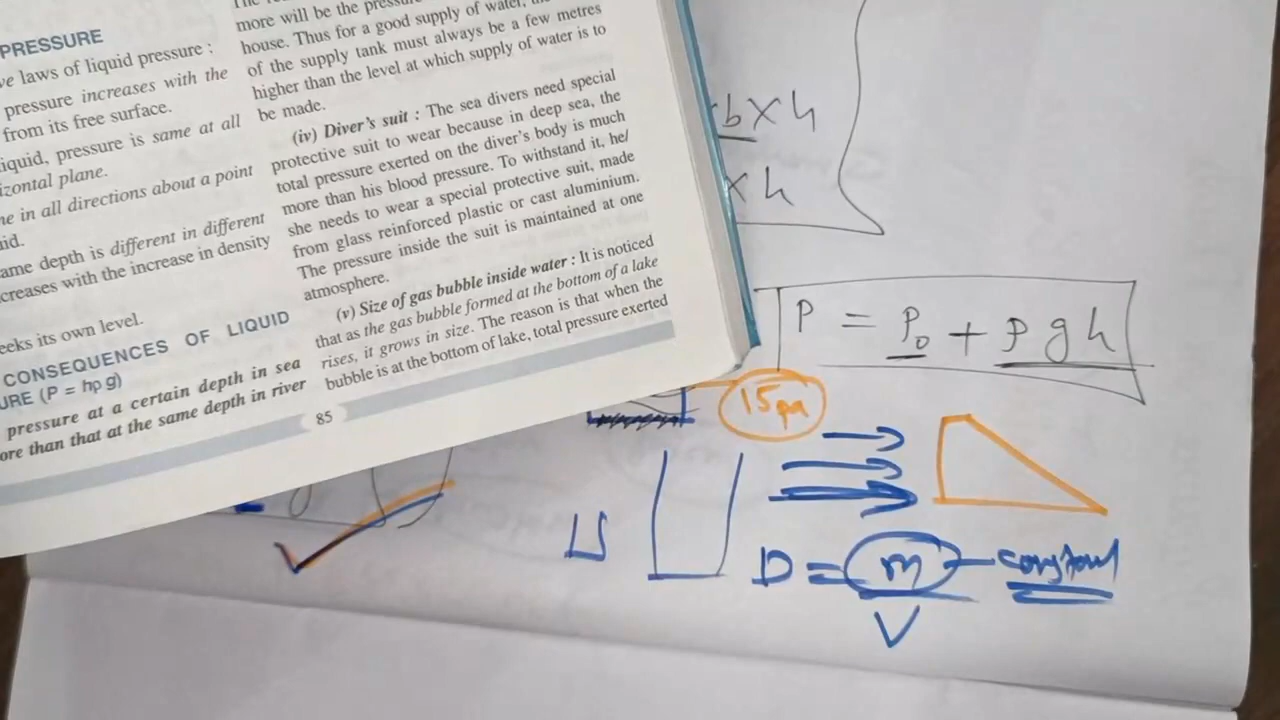 PRESSURE
ve laws of liquid pressure :
pressure increases with the
from its free surface.
iquid, pressure is same at all
izontal plane.
ne in all directions about a point
uid.
ame depth is different in different
creases with the increase in density
eeks its own level.
CONSEQUENCES OF LIQUID
URE (P = hρ g)
pressure at a certain depth in sea
ore than that at the same depth in river
more will be the pressure
house. Thus for a good supply of water,
of the supply tank must always be a few metres
higher than the level at which supply of water is to
be made.
(iv) Diver's suit : The sea divers need special
protective suit to wear because in deep sea, the
total pressure exerted on the diver's body is much
more than his blood pressure. To withstand it, he/
she needs to wear a special protective suit, made
from glass reinforced plastic or cast aluminium.
The pressure inside the suit is maintained at one
atmosphere.
(v) Size of gas bubble inside water : It is noticed
that as the gas bubble formed at the bottom of a lake
rises, it grows in size. The reason is that when the
bubble is at the bottom of lake, total pressure exerted
85
b×h
×h
P = P₀ + ρgh
15pa
D = m constant
V